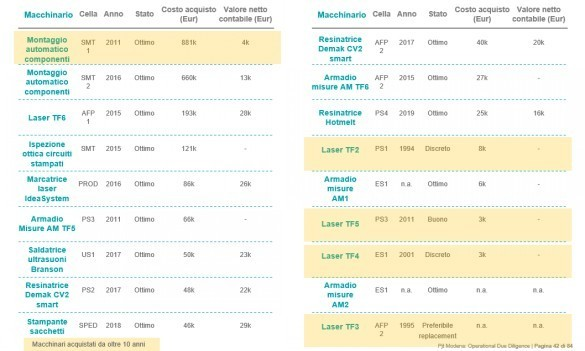 Macchinario Cella Anno Stato Costo acquisto (Eur) Valore netto contabile (Eur)
Montaggio automatico componenti SMT 1 2011 Ottimo 881k 4k
Montaggio automatico componenti SMT 2 2016 Ottimo 660k 13k
Laser TF6 AFP 1 2015 Ottimo 193k 28k
Ispezione ottica circuiti stampati SMT 2015 Ottimo 121k -
Marcatrice laser IdeaSystem PROD 2016 Ottimo 86k 26k
Armadio Misure AM TF5 PS3 2011 Ottimo 66k -
Saldatrice ultrasuoni Branson US1 2017 Ottimo 50k 23k
Resinatrice Demak CV2 smart PS2 2017 Ottimo 48k 22k
Stampante sacchetti SPED 2018 Ottimo 46k 29k
Macchinari acquistati da oltre 10 anni
Macchinario Cella Anno Stato Costo acquisto (Eur) Valore netto contabile (Eur)
Resinatrice Demak CV2 smart AFP 2 2017 Ottimo 40k 20k
Armadio misure AM TF6 AFP 2 2015 Ottimo 27k -
Resinatrice Hotmelt PS4 2019 Ottimo 25k 16k
Laser TF2 PS1 1994 Discreto 8k -
Armadio misure AM1 ES1 n.a. Ottimo 6k -
Laser TF5 PS3 2011 Buono 3k -
Laser TF4 ES1 2001 Discreto 3k -
Armadio misure AM2 ES1 n.a. Ottimo n.a. n.a.
Laser TF3 AFP 2 1995 Preferibile replacement n.a. n.a.
Modena: Operational Due Diligence | Pagina 42 di 84